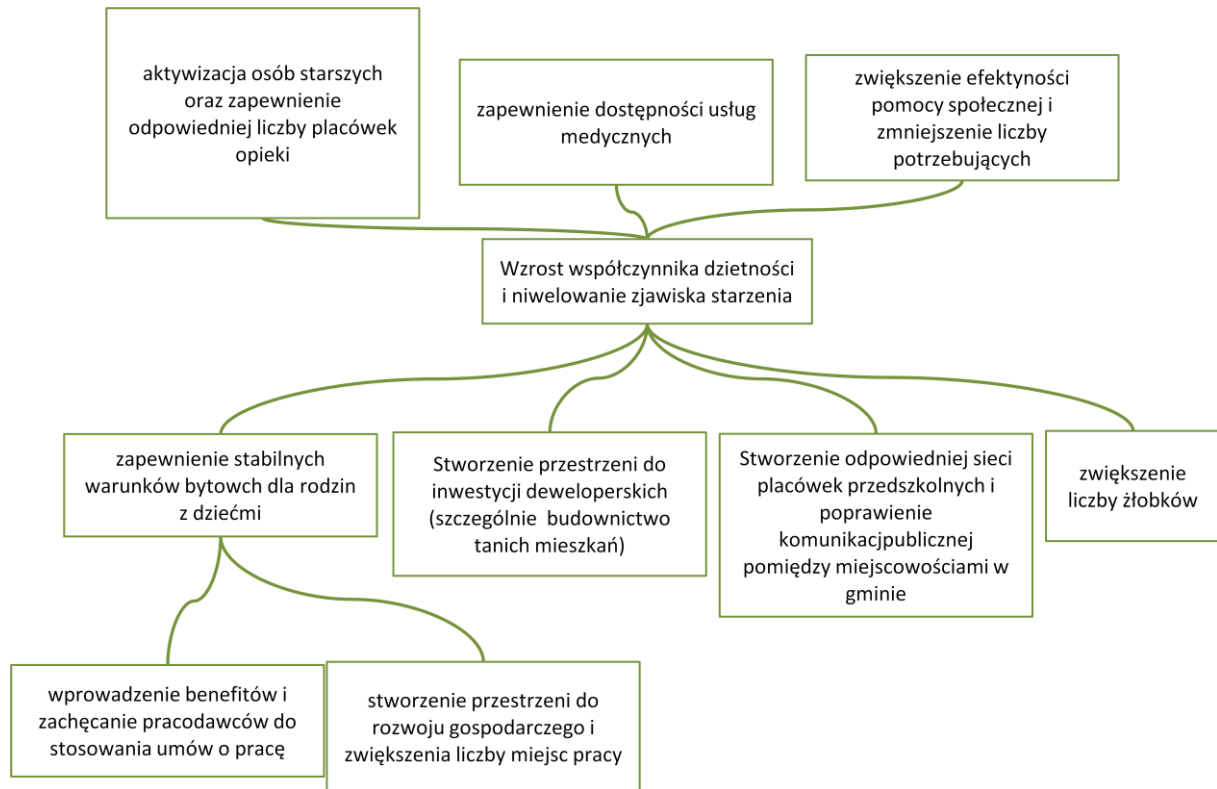 aktywizacja osób starszych
oraz zapewnienie
odpowiedniej liczby placówek
opieki
zapewnienie dostępności usług
medycznych
zwiększenie efektyności
pomocy społecznej i
zmniejszenie liczby
potrzebujących
Wzrost współczynnika dzietności
i niwelowanie zjawiska starzenia
zapewnienie stabilnych
warunków bytowch dla rodzin
z dziećmi
Stworzenie przestrzeni do
inwestycji deweloperskich
(szczególnie budownictwo
tanich mieszkań)
Stworzenie odpowiedniej sieci
placówek przedszkolnych i
poprawienie
komunikacjpublicznej
pomiędzy miejscowościami w
gminie
zwiększenie
liczby żłobków
wprowadzenie benefitów i
zachęcanie pracodawców do
stosowania umów o pracę
stworzenie przestrzeni do
rozwoju gospodarczego i
zwiększenia liczby miejsc pracy